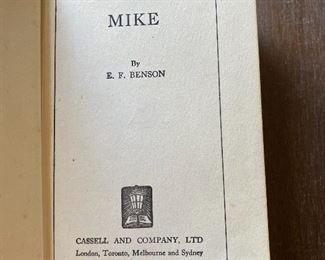 MIKE
By
E. F. BENSON
CASSELL AND COMPANY, LTD
London, Toronto, Melbourne and Sydney